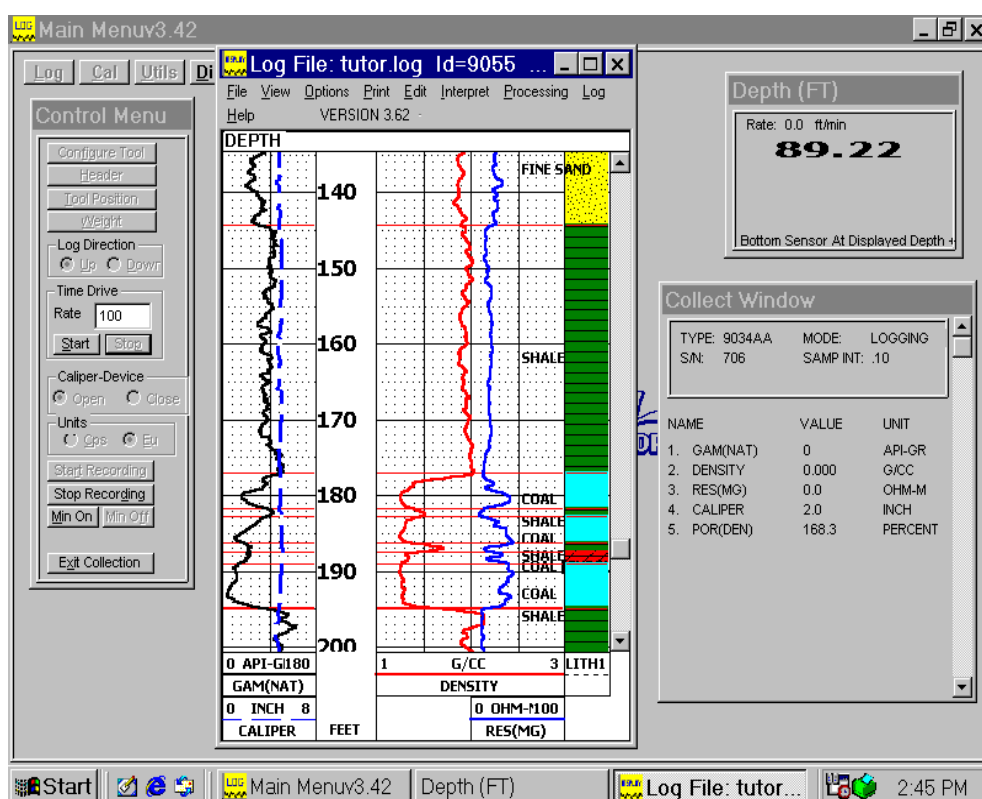 Main Menuv3.42
Log Cal Utils Di
Control Menu
Configure Tool
Header
Tool Position
yWeight
Log Direction
Up Down
Time Drive
Rate 100
Start Stop
Caliper-Device
Open Close
Units
Cps Eu
Start Recording
Stop Recording
Min On Min Off
Exit Collection
Log File: tutor.log Id=9055 ...
File View Options Print Edit Interpret Processing Log
Help VERSION 3.62
DEPTH
FINE SAND
140
150
160
SHALE
170
180
COAL
SHALE
COAL
SHALE
COAL
190
COAL
SHALE
200
0 API-G 180
1 G/CC 3
LITH1
GAM(NAT)
DENSITY
0 INCH 8
0 OHM-M 100
CALIPER
FEET
RES(MG)
Depth (FT)
Rate: 0.0 ft/min
89.22
Bottom Sensor At Displayed Depth +
Collect Window
TYPE: 9034AA MODE: LOGGING
S/N: 706 SAMP INT: .10
NAME VALUE UNIT
1. GAM(NAT) 0 API-GR
2. DENSITY 0.000 G/CC
3. RES(MG) 0.0 OHM-M
4. CALIPER 2.0 INCH
5. POR(DEN) 168.3 PERCENT
Start
Main Menuv3.42
Depth (FT)
Log File: tutor...
2:45 PM